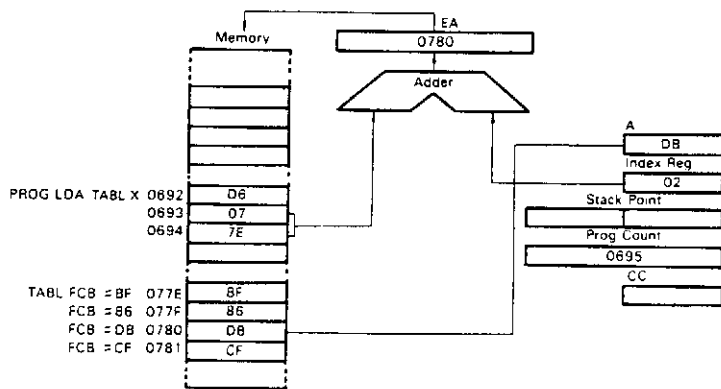 EA
Memory
0780
Adder
A
DB
Index Reg
02
Stack Point
Prog Count
0695
CC
PROG LDA TABL X 0692 D6
0693 07
0694 7E
TABL FCB =BF 077E BF
FCB =86 077F 86
FCB =DB 0780 DB
FCB =CF 0781 CF